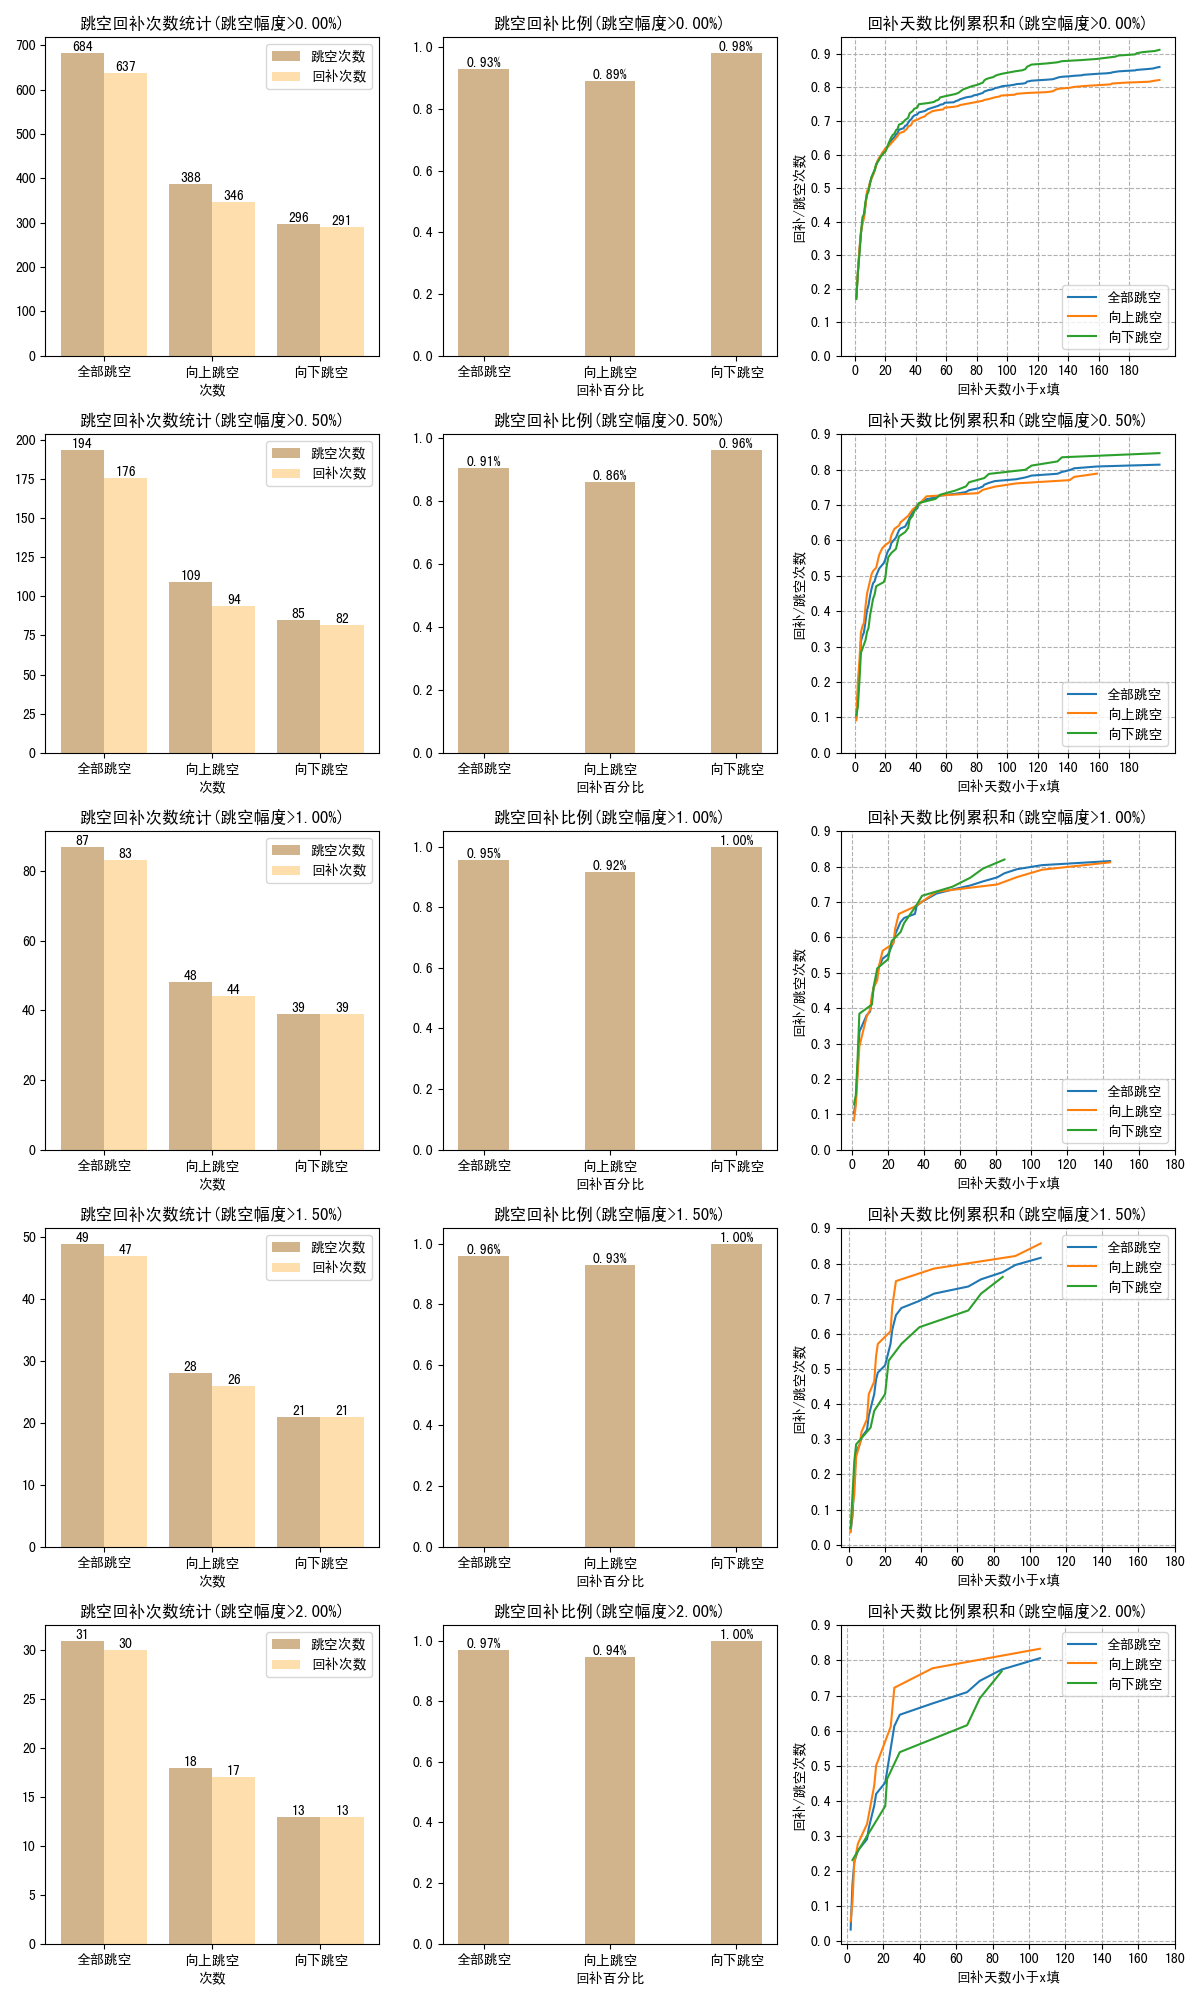 跳空回补次数统计(跳空幅度>0.00%)
700
600
500
400
300
200
100
0
684
637
388
346
296
291
跳空次数
回补次数
全部跳空
向上跳空
向下跳空
次数
跳空回补比例(跳空幅度>0.00%)
1.0
0.8
0.6
0.4
0.2
0.0
0.93%
0.89%
0.98%
全部跳空
向上跳空
向下跳空
回补百分比
回补天数比例累积和(跳空幅度>0.00%)
回补/跳空次数
0.9
0.8
0.7
0.6
0.5
0.4
0.3
0.2
0.1
0.0
全部跳空
向上跳空
向下跳空
0 20 40 60 80 100 120 140 160 180
回补天数小于x填
跳空回补次数统计(跳空幅度>0.50%)
200
175
150
125
100
75
50
25
0
194
176
109
94
85
82
跳空次数
回补次数
全部跳空
向上跳空
向下跳空
次数
跳空回补比例(跳空幅度>0.50%)
1.0
0.8
0.6
0.4
0.2
0.0
0.91%
0.86%
0.96%
全部跳空
向上跳空
向下跳空
回补百分比
回补天数比例累积和(跳空幅度>0.50%)
回补/跳空次数
0.9
0.8
0.7
0.6
0.5
0.4
0.3
0.2
0.1
0.0
全部跳空
向上跳空
向下跳空
0 20 40 60 80 100 120 140 160 180
回补天数小于x填
跳空回补次数统计(跳空幅度>1.00%)
80
60
40
20
0
87
83
48
44
39
39
跳空次数
回补次数
全部跳空
向上跳空
向下跳空
次数
跳空回补比例(跳空幅度>1.00%)
1.0
0.8
0.6
0.4
0.2
0.0
0.95%
0.92%
1.00%
全部跳空
向上跳空
向下跳空
回补百分比
回补天数比例累积和(跳空幅度>1.00%)
回补/跳空次数
0.9
0.8
0.7
0.6
0.5
0.4
0.3
0.2
0.1
0.0
全部跳空
向上跳空
向下跳空
0 20 40 60 80 100 120 140 160 180
回补天数小于x填
跳空回补次数统计(跳空幅度>1.50%)
50
40
30
20
10
0
49
47
28
26
21
21
跳空次数
回补次数
全部跳空
向上跳空
向下跳空
次数
跳空回补比例(跳空幅度>1.50%)
1.0
0.8
0.6
0.4
0.2
0.0
0.96%
0.93%
1.00%
全部跳空
向上跳空
向下跳空
回补百分比
回补天数比例累积和(跳空幅度>1.50%)
回补/跳空次数
0.9
0.8
0.7
0.6
0.5
0.4
0.3
0.2
0.1
0.0
全部跳空
向上跳空
向下跳空
0 20 40 60 80 100 120 140 160 180
回补天数小于x填
跳空回补次数统计(跳空幅度>2.00%)
30
25
20
15
10
5
0
31
30
18
17
13
13
跳空次数
回补次数
全部跳空
向上跳空
向下跳空
次数
跳空回补比例(跳空幅度>2.00%)
1.0
0.8
0.6
0.4
0.2
0.0
0.97%
0.94%
1.00%
全部跳空
向上跳空
向下跳空
回补百分比
回补天数比例累积和(跳空幅度>2.00%)
回补/跳空次数
0.9
0.8
0.7
0.6
0.5
0.4
0.3
0.2
0.1
0.0
全部跳空
向上跳空
向下跳空
0 20 40 60 80 100 120 140 160 180
回补天数小于x填